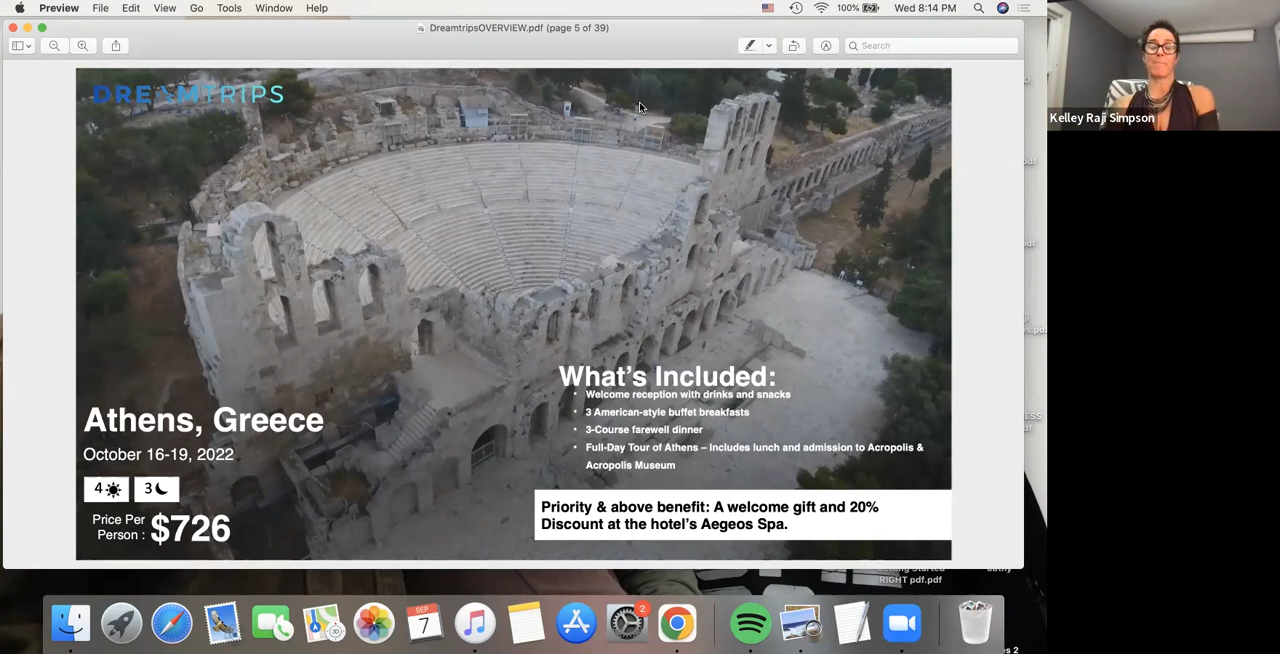 Preview File Edit View Go Tools Window Help
100% Wed 8:14 PM
DreamtripsOVERVIEW.pdf (page 5 of 39)
Search
Kelley Raji Simpson
DREAMTRIPS
What's Included:
• Welcome reception with drinks and snacks
• 3 American-style buffet breakfasts
• 3-Course farewell dinner
• Full-Day Tour of Athens – Includes lunch and admission to Acropolis &
Acropolis Museum
Athens, Greece
October 16-19, 2022
4 3
Price Per
Person : $726
Priority & above benefit: A welcome gift and 20%
Discount at the hotel's Aegeos Spa.
RIGHT pdf.pdf
SEP
7
2